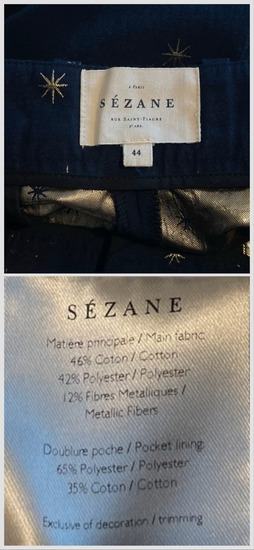 À PARIS
SÉZANE
RUE SAINT-FIACRE
2E ARR.
44
SÉZANE
Matière principale / Main fabric
46% Coton / Cotton
42% Polyester / Polyester
12% Fibres Metalliques /
Metallic Fibers
Doublure poche / Pocket lining:
65% Polyester / Polyester
35% Coton / Cotton
Exclusive of decoration / trimming